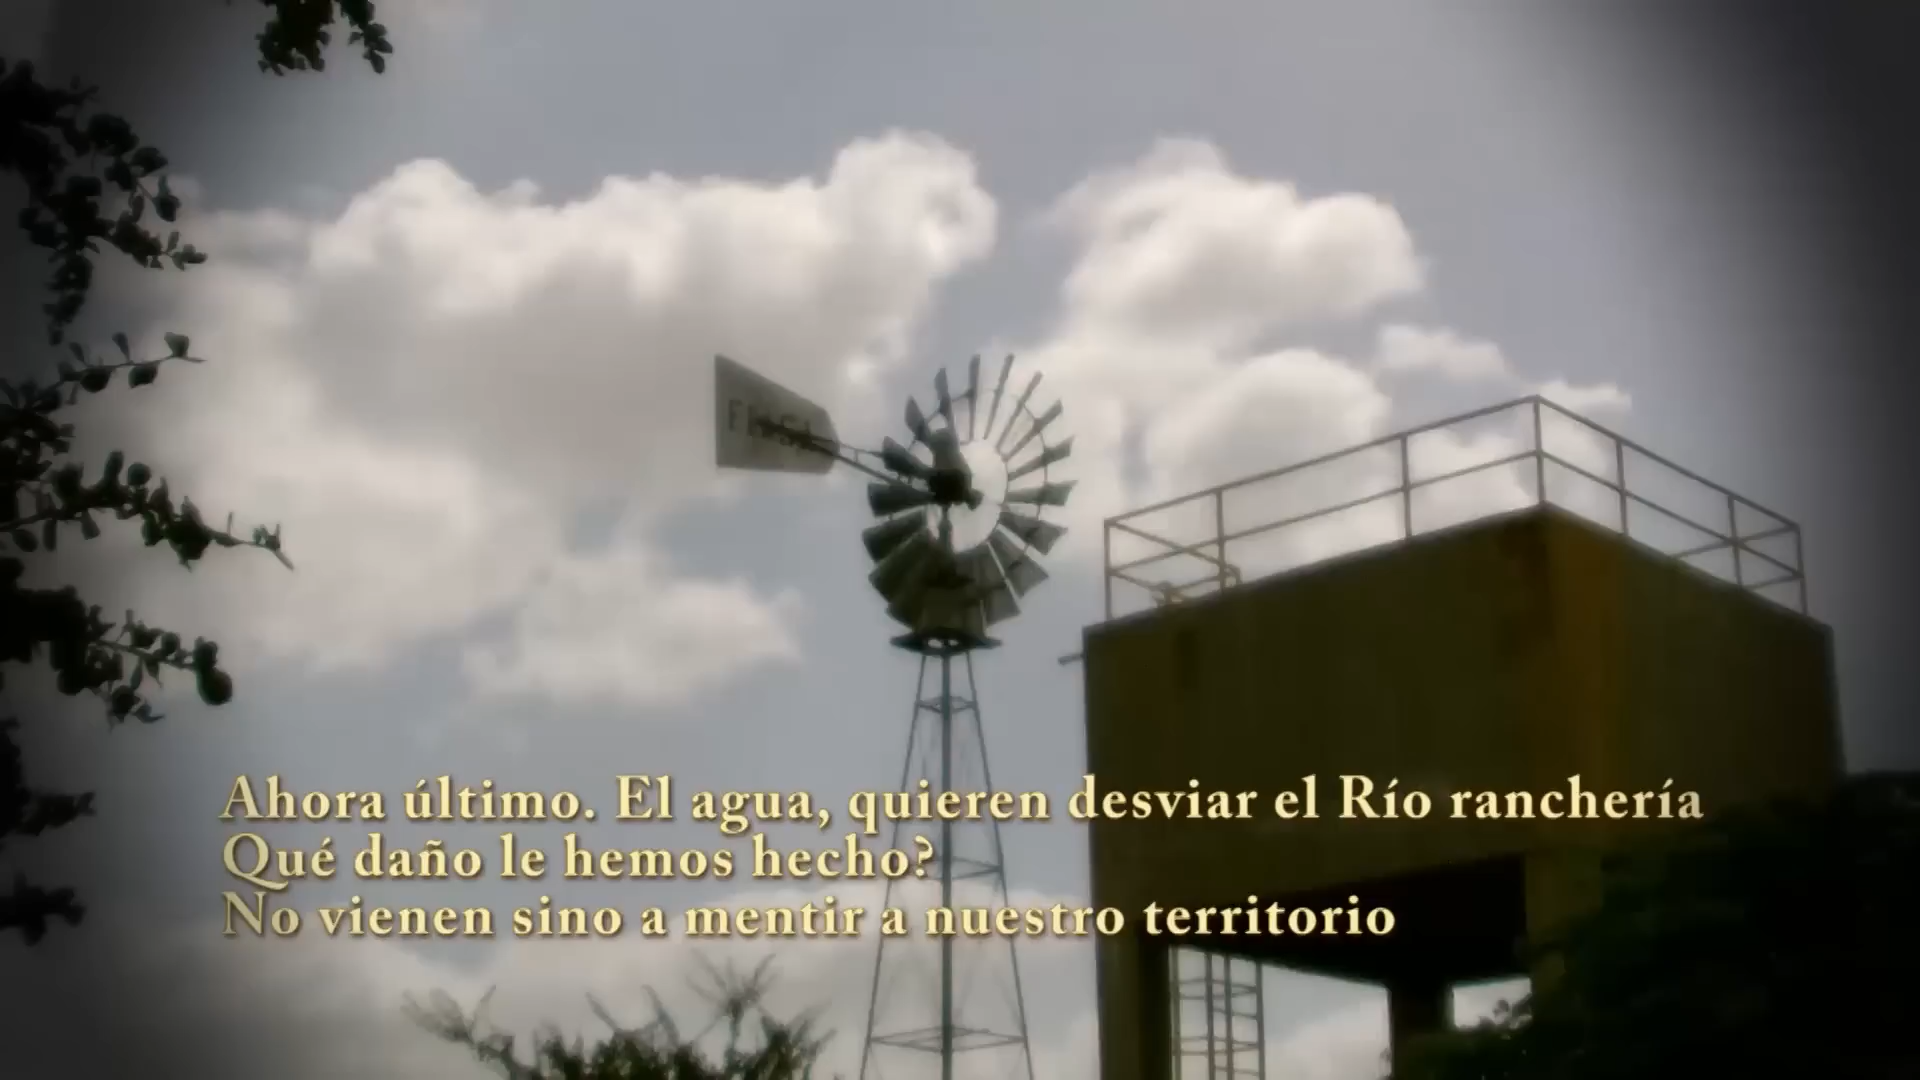 Ahora último. El agua, quieren desviar el Río ranchería
Qué daño le hemos hecho?
No vienen sino a mentir a nuestro territorio